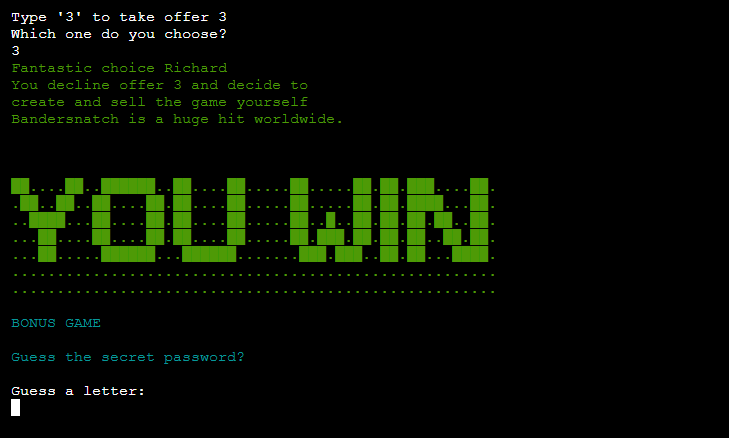 Type '3' to take offer 3
Which one do you choose?
3
Fantastic choice Richard
You decline offer 3 and decide to
create and sell the game yourself
Bandersnatch is a huge hit worldwide.
YOU WIN
BONUS GAME
Guess the secret password?
Guess a letter: